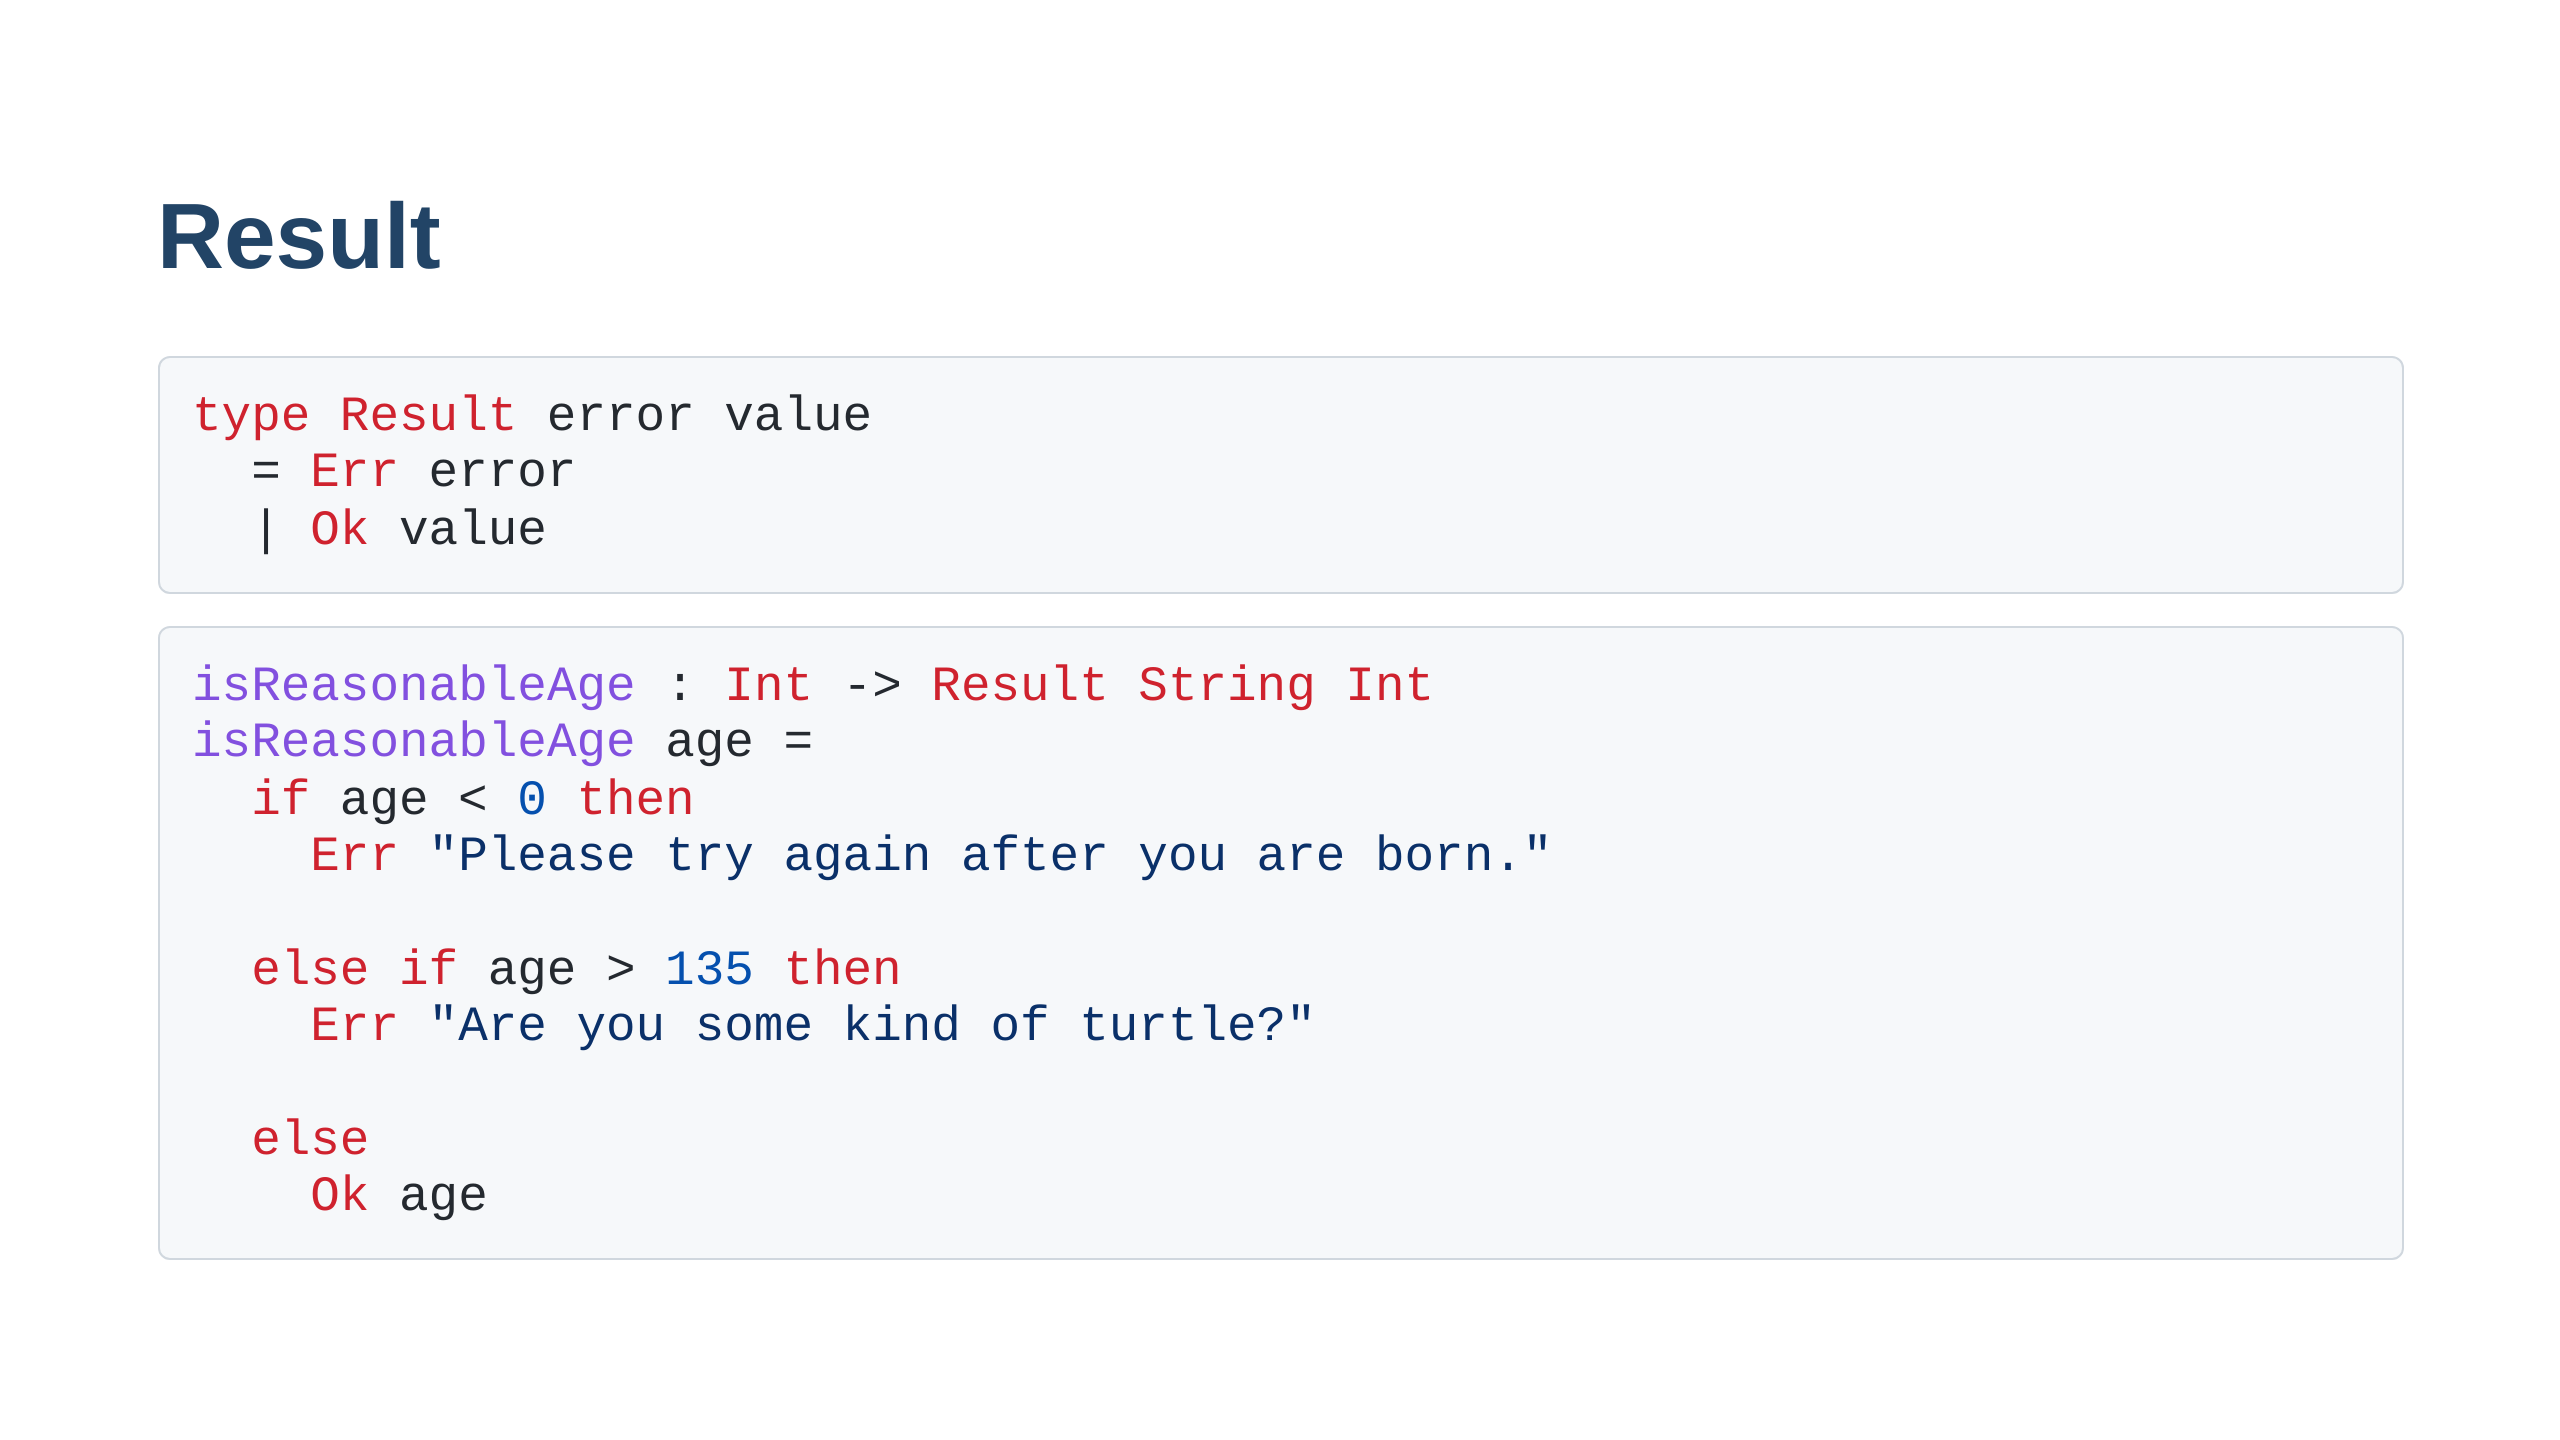 Result
type Result error value
  = Err error
  | Ok value
isReasonableAge : Int -> Result String Int
isReasonableAge age =
  if age < 0 then
    Err "Please try again after you are born."
  else if age > 135 then
    Err "Are you some kind of turtle?"
  else
    Ok age